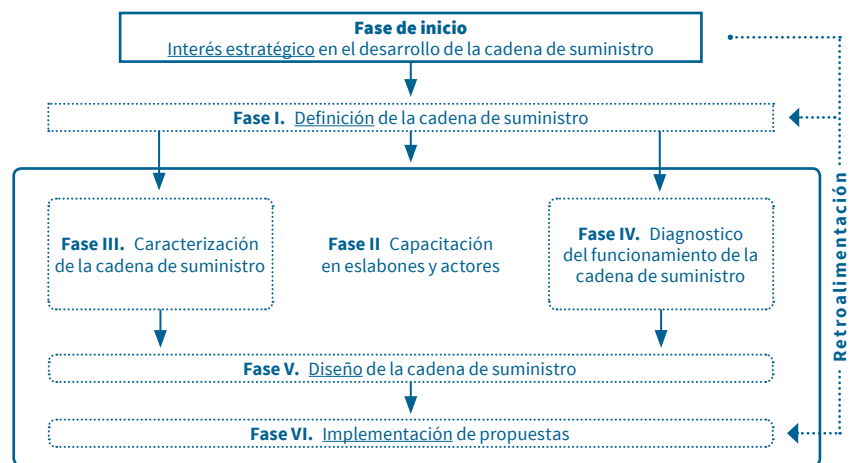 Fase de inicio
Interés estratégico en el desarrollo de la cadena de suministro
Fase I. Definición de la cadena de suministro
Fase III. Caracterización
de la cadena de suministro
Fase II Capacitación
en eslabones y actores
Fase IV. Diagnostico
del funcionamiento de la
cadena de suministro
Fase V. Diseño de la cadena de suministro
Fase VI. Implementación de propuestas
Retroalimentación